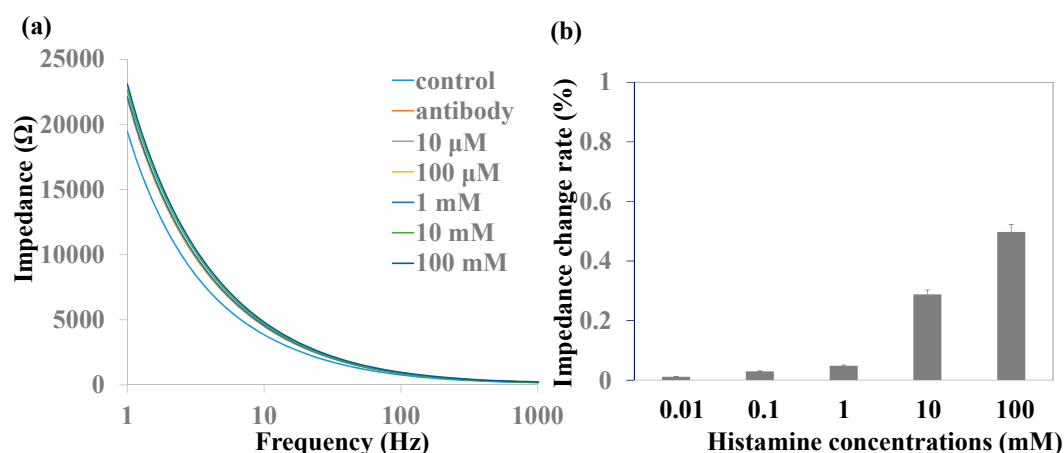 (a)
25000
20000
15000
10000
5000
0
Impedance (Ω)
control
antibody
10 μM
100 μM
1 mM
10 mM
100 mM
1 10 100 1000
Frequency (Hz)
(b)
1
0.8
0.6
0.4
0.2
0
Impedance change rate (%)
0.01 0.1 1 10 100
Histamine concentrations (mM)